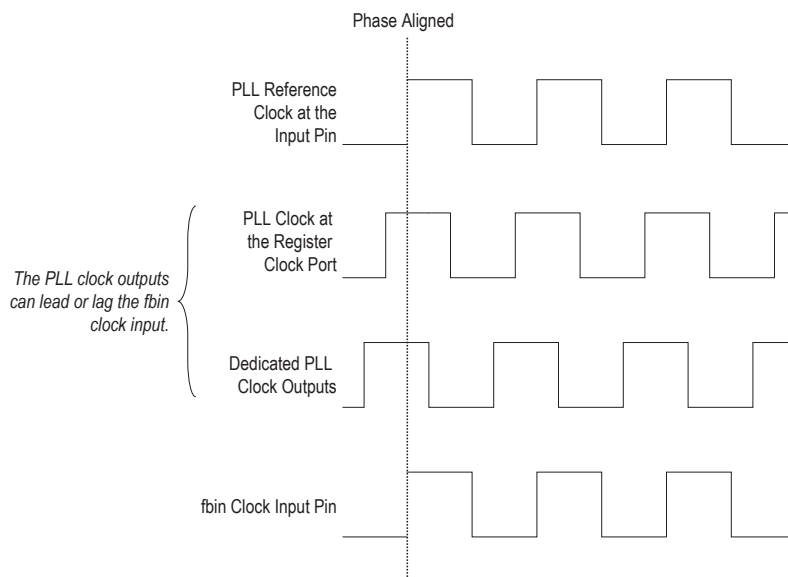 Phase Aligned
PLL Reference
Clock at the
Input Pin
PLL Clock at
the Register
Clock Port
The PLL clock outputs
can lead or lag the fbin
clock input.
Dedicated PLL
Clock Outputs
fbin Clock Input Pin